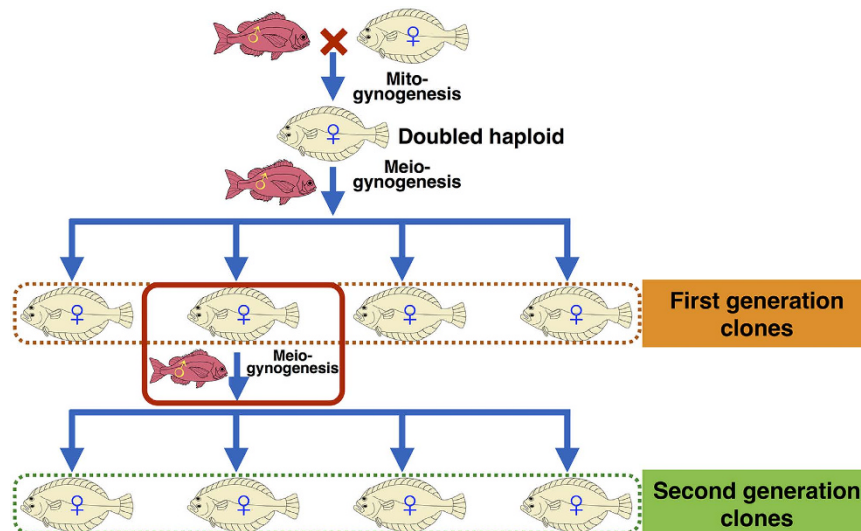 ♂ ♀
Mito-
gynogenesis
♀ Doubled haploid
♂ Meio-
gynogenesis
♀ ♀ ♀ ♀
First generation
clones
♂ Meio-
gynogenesis
♀ ♀ ♀ ♀
Second generation
clones